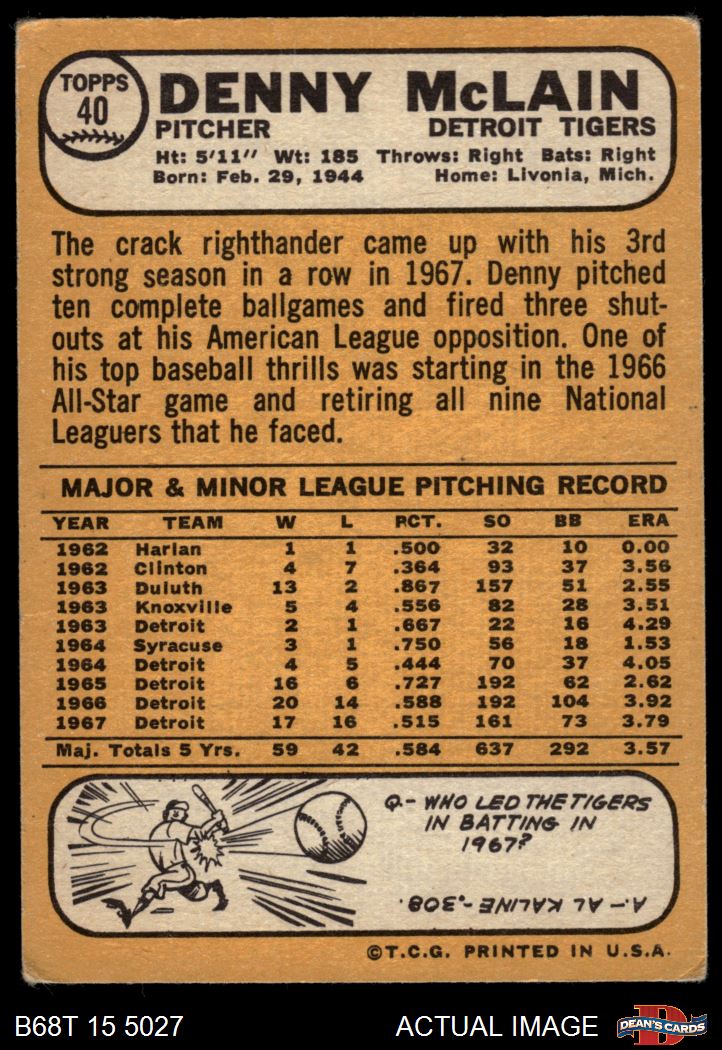 TOPPS
40
DENNY McLAIN
PITCHER DETROIT TIGERS
Ht: 5'11" Wt: 185 Throws: Right Bats: Right
Born: Feb. 29, 1944 Home: Livonia, Mich.
The crack righthander came up with his 3rd
strong season in a row in 1967. Denny pitched
ten complete ballgames and fired three shut-
outs at his American League opposition. One of
his top baseball thrills was starting in the 1966
All-Star game and retiring all nine National
Leaguers that he faced.
MAJOR & MINOR LEAGUE PITCHING RECORD
YEAR TEAM W L PCT. SO BB ERA
1962 Harlan 1 1 .500 32 10 0.00
1962 Clinton 4 7 .364 93 37 3.56
1963 Duluth 13 2 .867 157 51 2.55
1963 Knoxville 5 4 .556 82 28 3.51
1963 Detroit 2 1 .667 22 16 4.29
1964 Syracuse 3 1 .750 56 18 1.53
1964 Detroit 4 5 .444 70 37 4.05
1965 Detroit 16 6 .727 192 62 2.62
1966 Detroit 20 14 .588 192 104 3.92
1967 Detroit 17 16 .515 161 73 3.79
Maj. Totals 5 Yrs. 59 42 .584 637 292 3.57
Q.- WHO LED THE TIGERS
IN BATTING IN
1967?
A.- AL KALINE-.308.
©T.C.G. PRINTED IN U.S.A.
B68T 15 5027 ACTUAL IMAGE D
DEAN'S CARDS